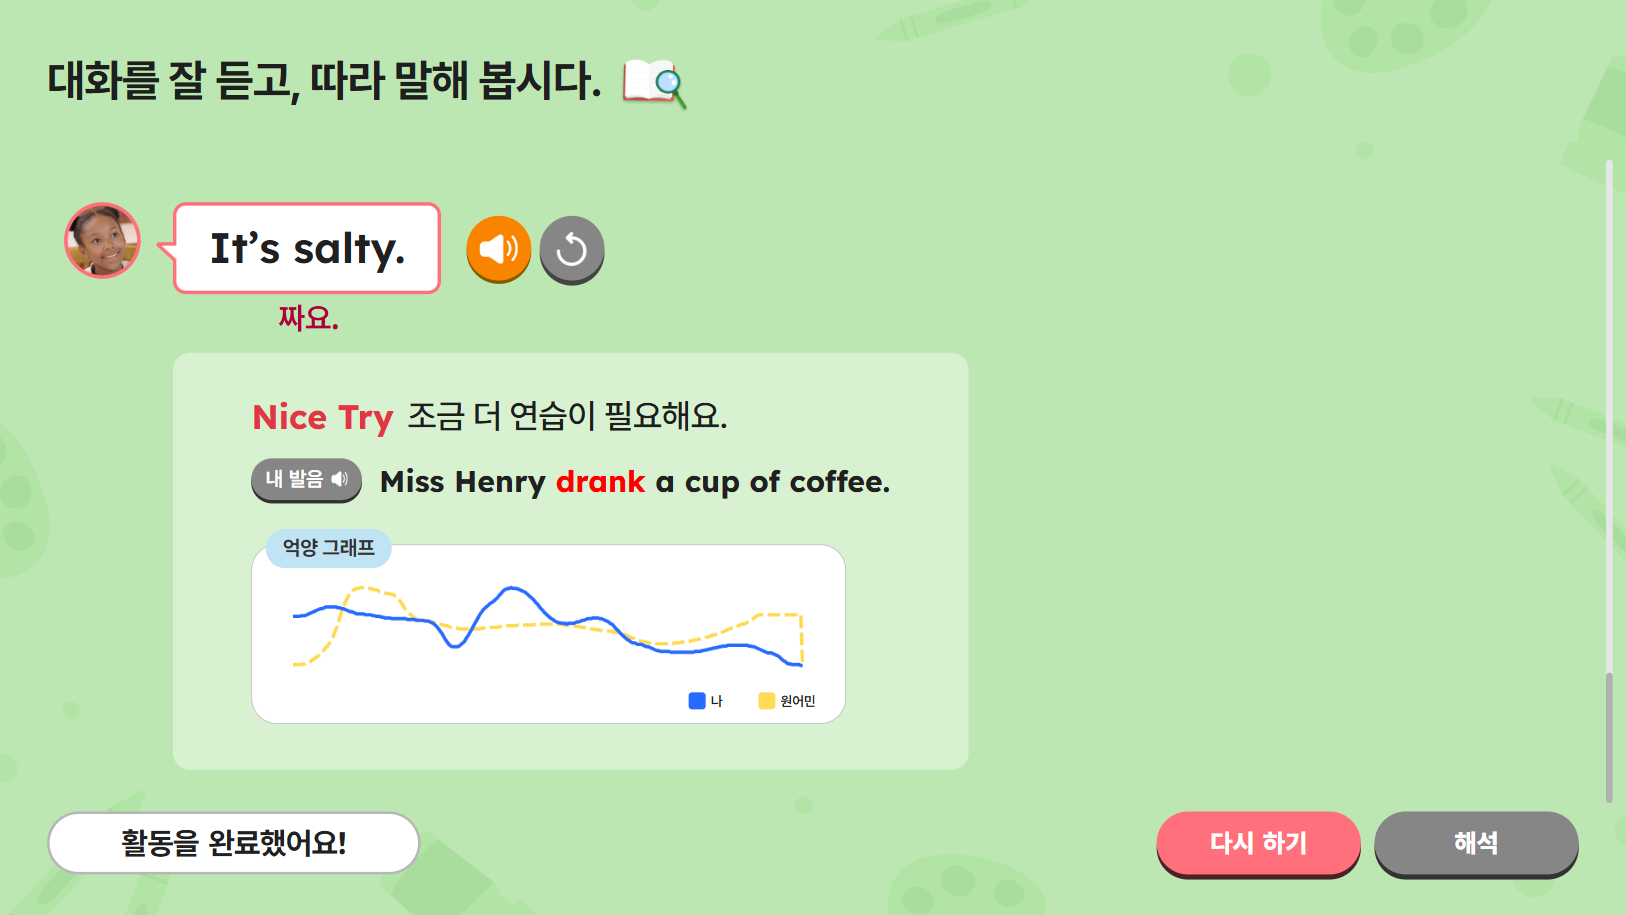 대화를 잘 듣고, 따라 말해 봅시다.
It’s salty.
짜요.
Nice Try 조금 더 연습이 필요해요.
내 발음 Miss Henry drank a cup of coffee.
억양 그래프
나 원어민
활동을 완료했어요!
다시 하기 해석